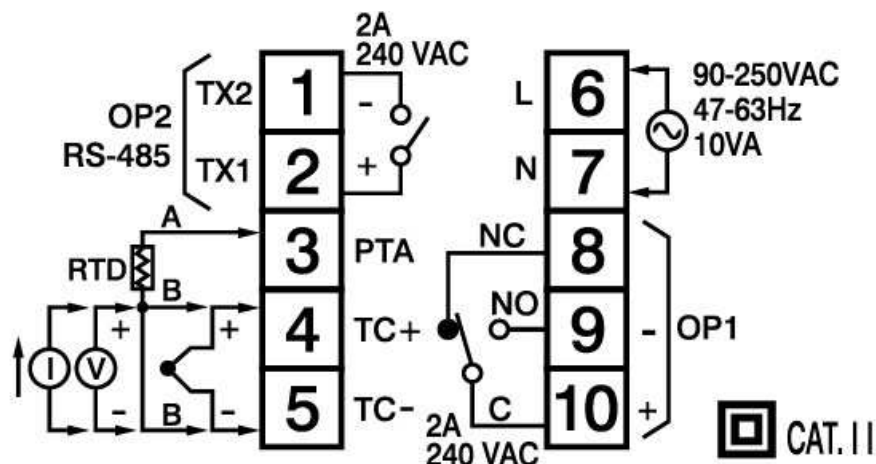 2A
240 VAC
OP2
RS-485
TX2
1
-
TX1
2
+
A
3
PTA
RTD
B
+
+
4
TC+
I
V
-
B
-
5
TC-
L
6
90-250VAC
47-63Hz
10VA
N
7
NC
8
NO
9
-
OP1
C
10
+
2A
240 VAC
CAT. II